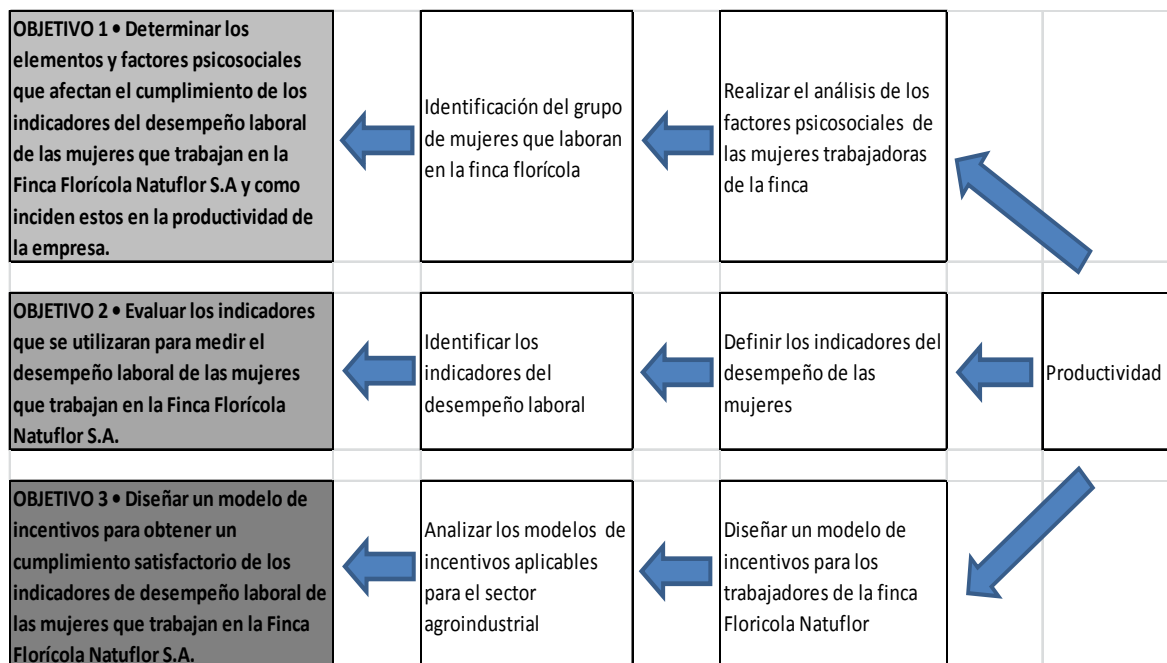 OBJETIVO 1 • Determinar los
elementos y factores psicosociales
que afectan el cumplimiento de los
indicadores del desempeño laboral
de las mujeres que trabajan en la
Finca Florícola Natuflor S.A y como
inciden estos en la productividad de
la empresa.
Identificación del grupo
de mujeres que laboran
en la finca florícola
Realizar el análisis de los
factores psicosociales de
las mujeres trabajadoras
de la finca
OBJETIVO 2 • Evaluar los indicadores
que se utilizaran para medir el
desempeño laboral de las mujeres
que trabajan en la Finca Florícola
Natuflor S.A.
Identificar los
indicadores del
desempeño laboral
Definir los indicadores del
desempeño de las
mujeres
Productividad
OBJETIVO 3 • Diseñar un modelo de
incentivos para obtener un
cumplimiento satisfactorio de los
indicadores de desempeño laboral de
las mujeres que trabajan en la Finca
Florícola Natuflor S.A.
Analizar los modelos de
incentivos aplicables
para el sector
agroindustrial
Diseñar un modelo de
incentivos para los
trabajadores de la finca
Floricola Natuflor